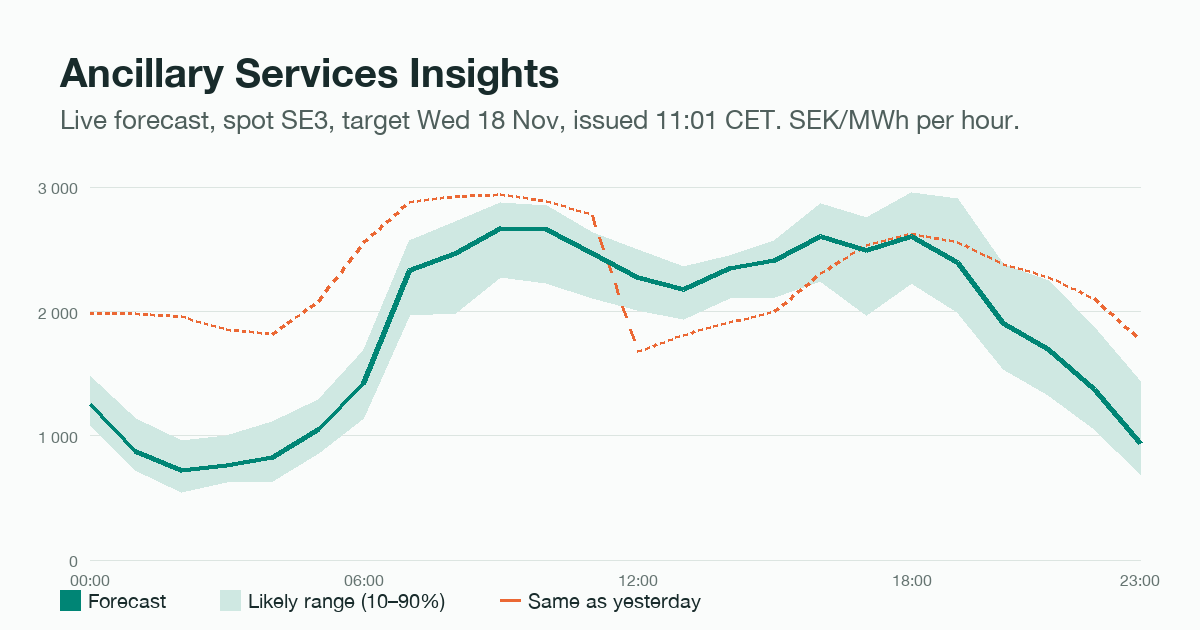 Ancillary Services Insights
Live forecast, spot SE3, target Wed 18 Nov, issued 11:01 CET. SEK/MWh per hour.
3 000
2 000
1 000
0
00:00 06:00 12:00 18:00 23:00
Forecast Likely range (10–90%) Same as yesterday